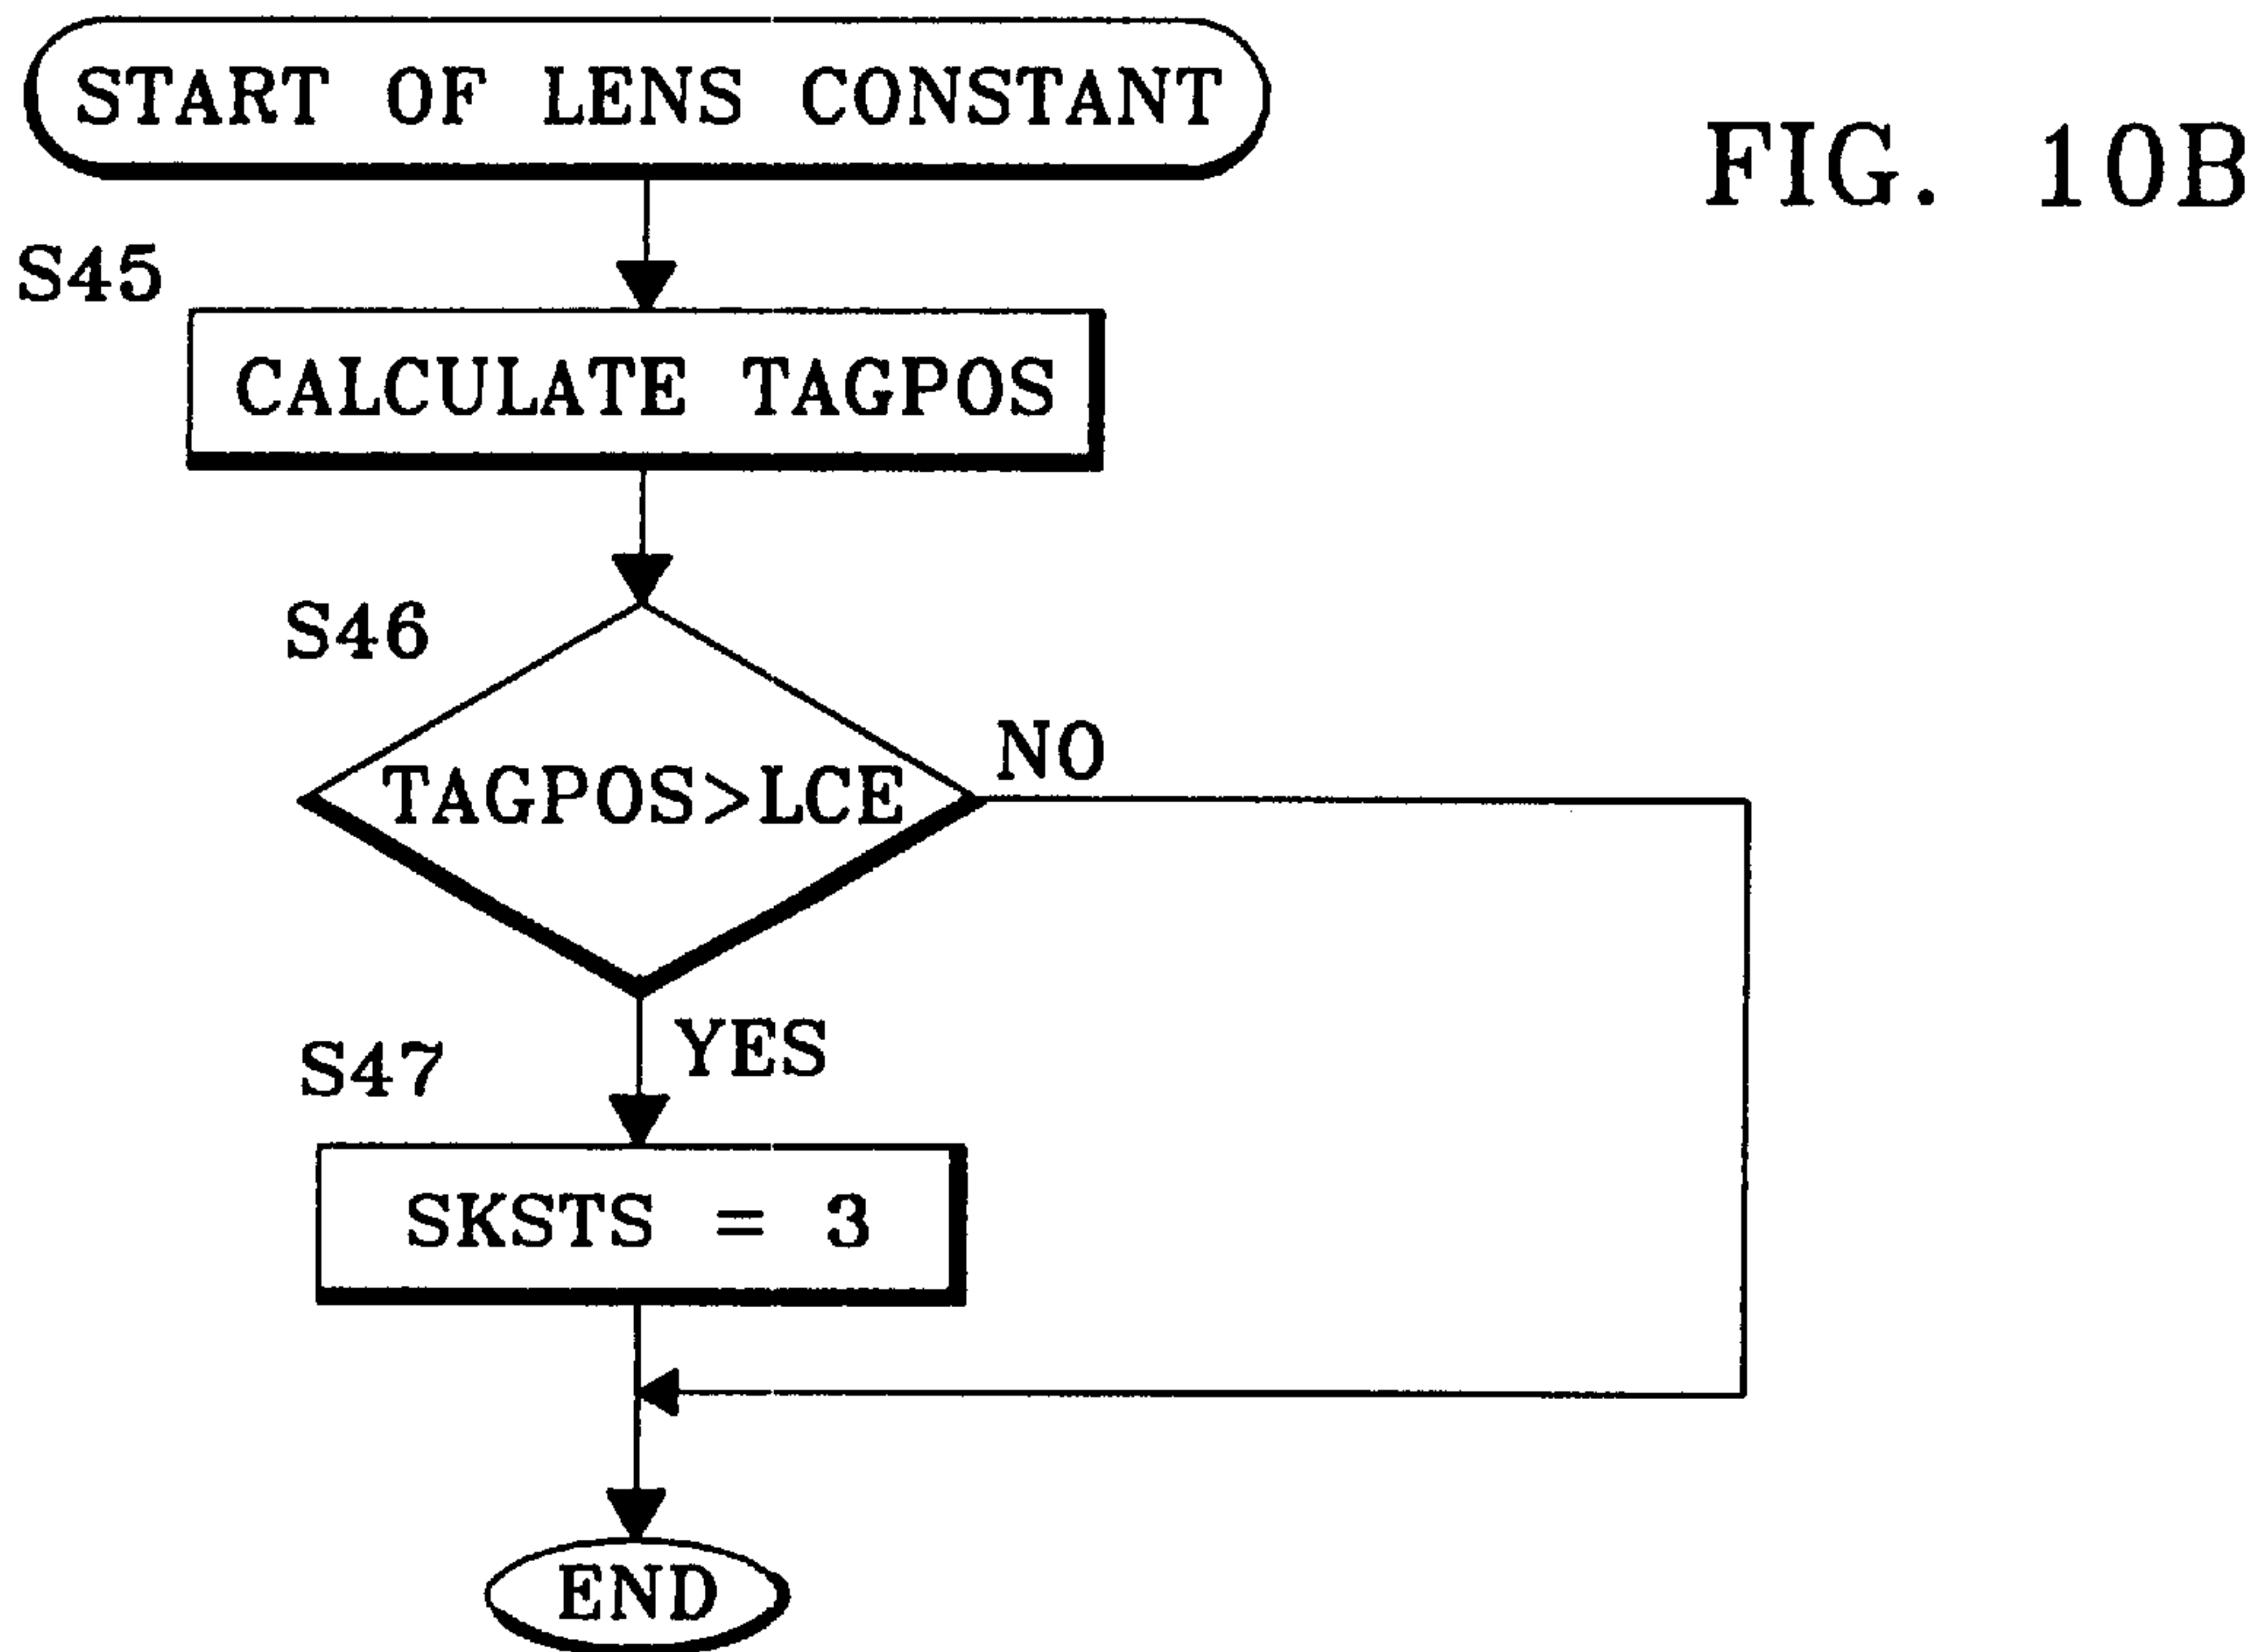 START OF LENS CONSTANT
FIG. 10B
S45
CALCULATE TAGPOS
S46
TAGPOS>LCE
NO
YES
S47
SKSTS = 3
END